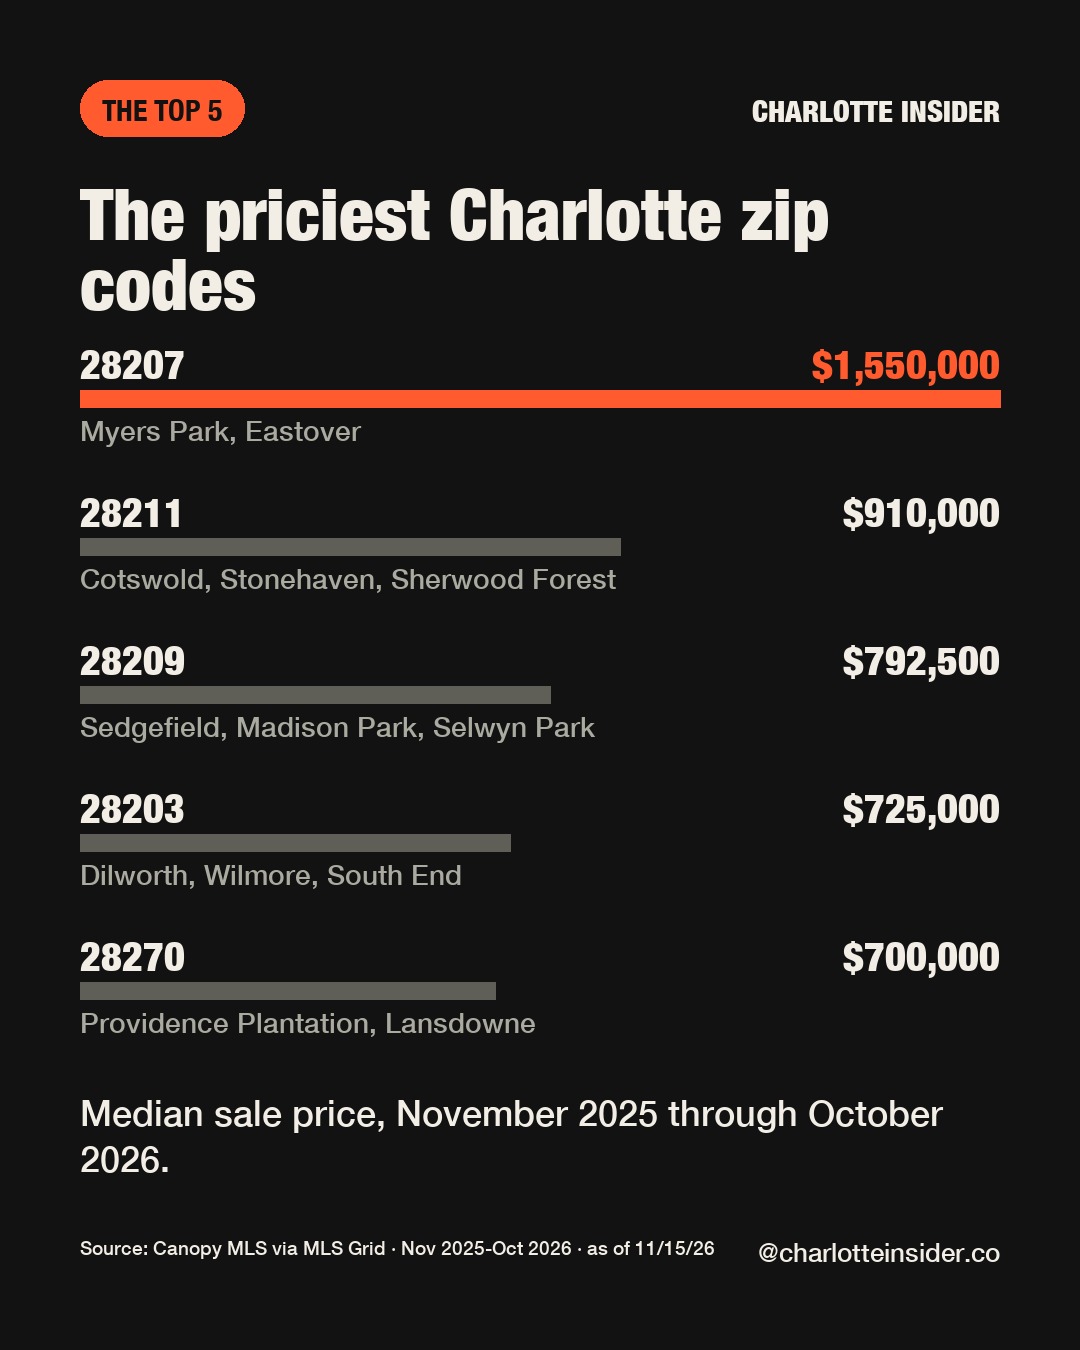 THE TOP 5
CHARLOTTE INSIDER
The priciest Charlotte zip
codes
28207
$1,550,000
Myers Park, Eastover
28211
$910,000
Cotswold, Stonehaven, Sherwood Forest
28209
$792,500
Sedgefield, Madison Park, Selwyn Park
28203
$725,000
Dilworth, Wilmore, South End
28270
$700,000
Providence Plantation, Lansdowne
Median sale price, November 2025 through October
2026.
Source: Canopy MLS via MLS Grid · Nov 2025-Oct 2026 · as of 11/15/26
@charlotteinsider.co